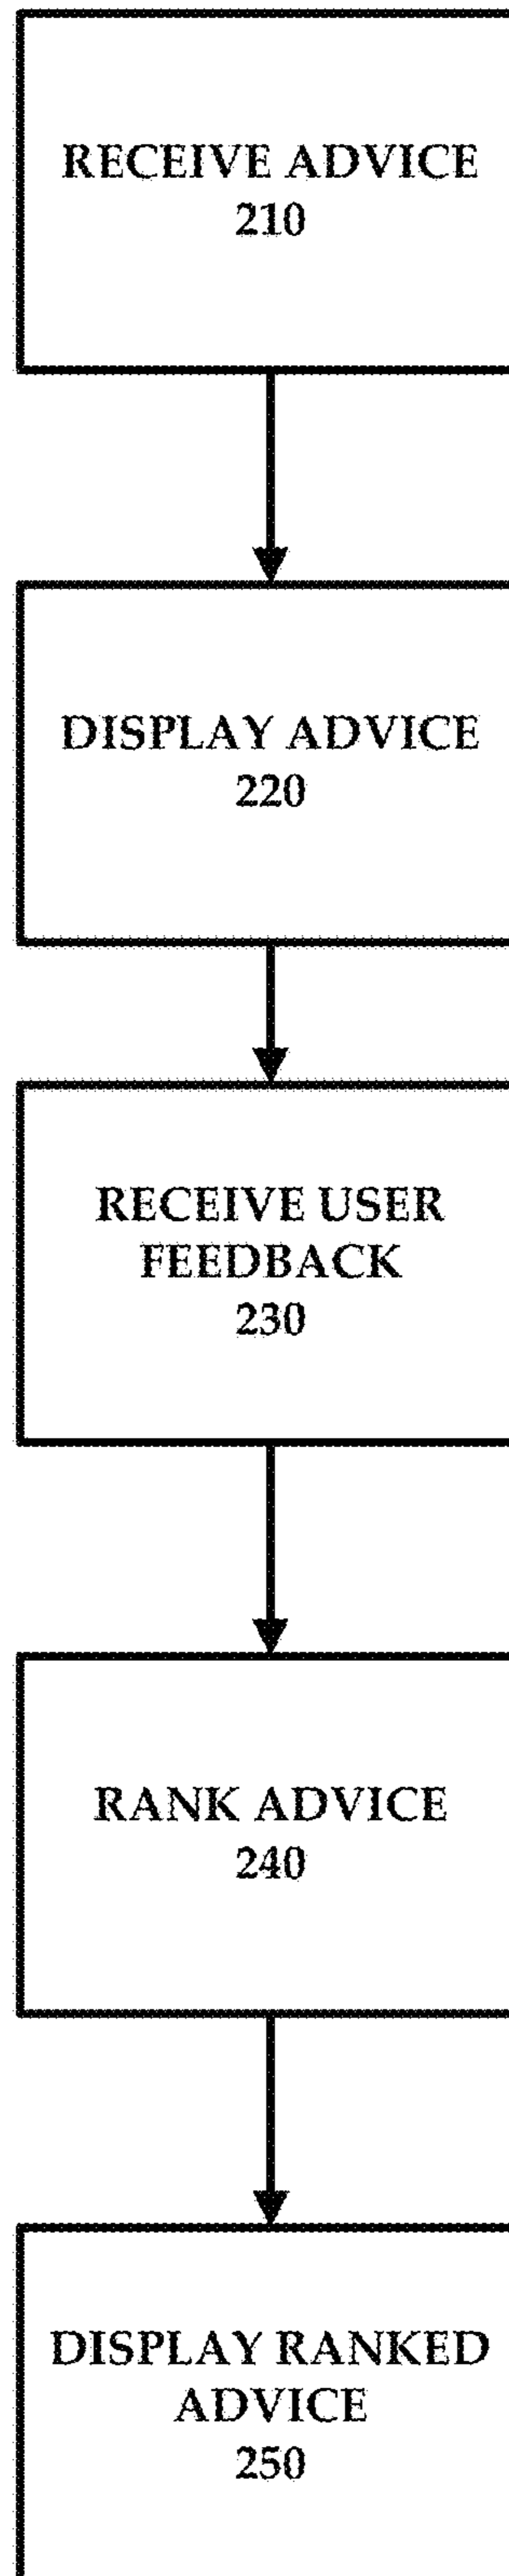 RECEIVE ADVICE
210
DISPLAY ADVICE
220
RECEIVE USER
FEEDBACK
230
RANK ADVICE
240
DISPLAY RANKED
ADVICE
250